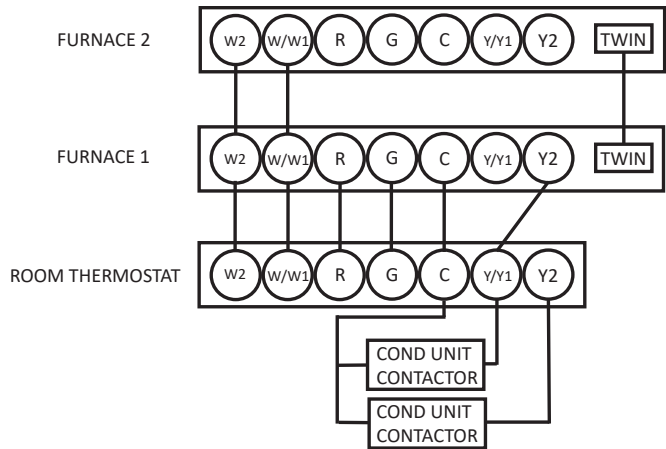 FURNACE 2 W2 W/W1 R G C Y/Y1 Y2 TWIN
FURNACE 1 W2 W/W1 R G C Y/Y1 Y2 TWIN
ROOM THERMOSTAT W2 W/W1 R G C Y/Y1 Y2
COND UNIT
CONTACTOR
COND UNIT
CONTACTOR